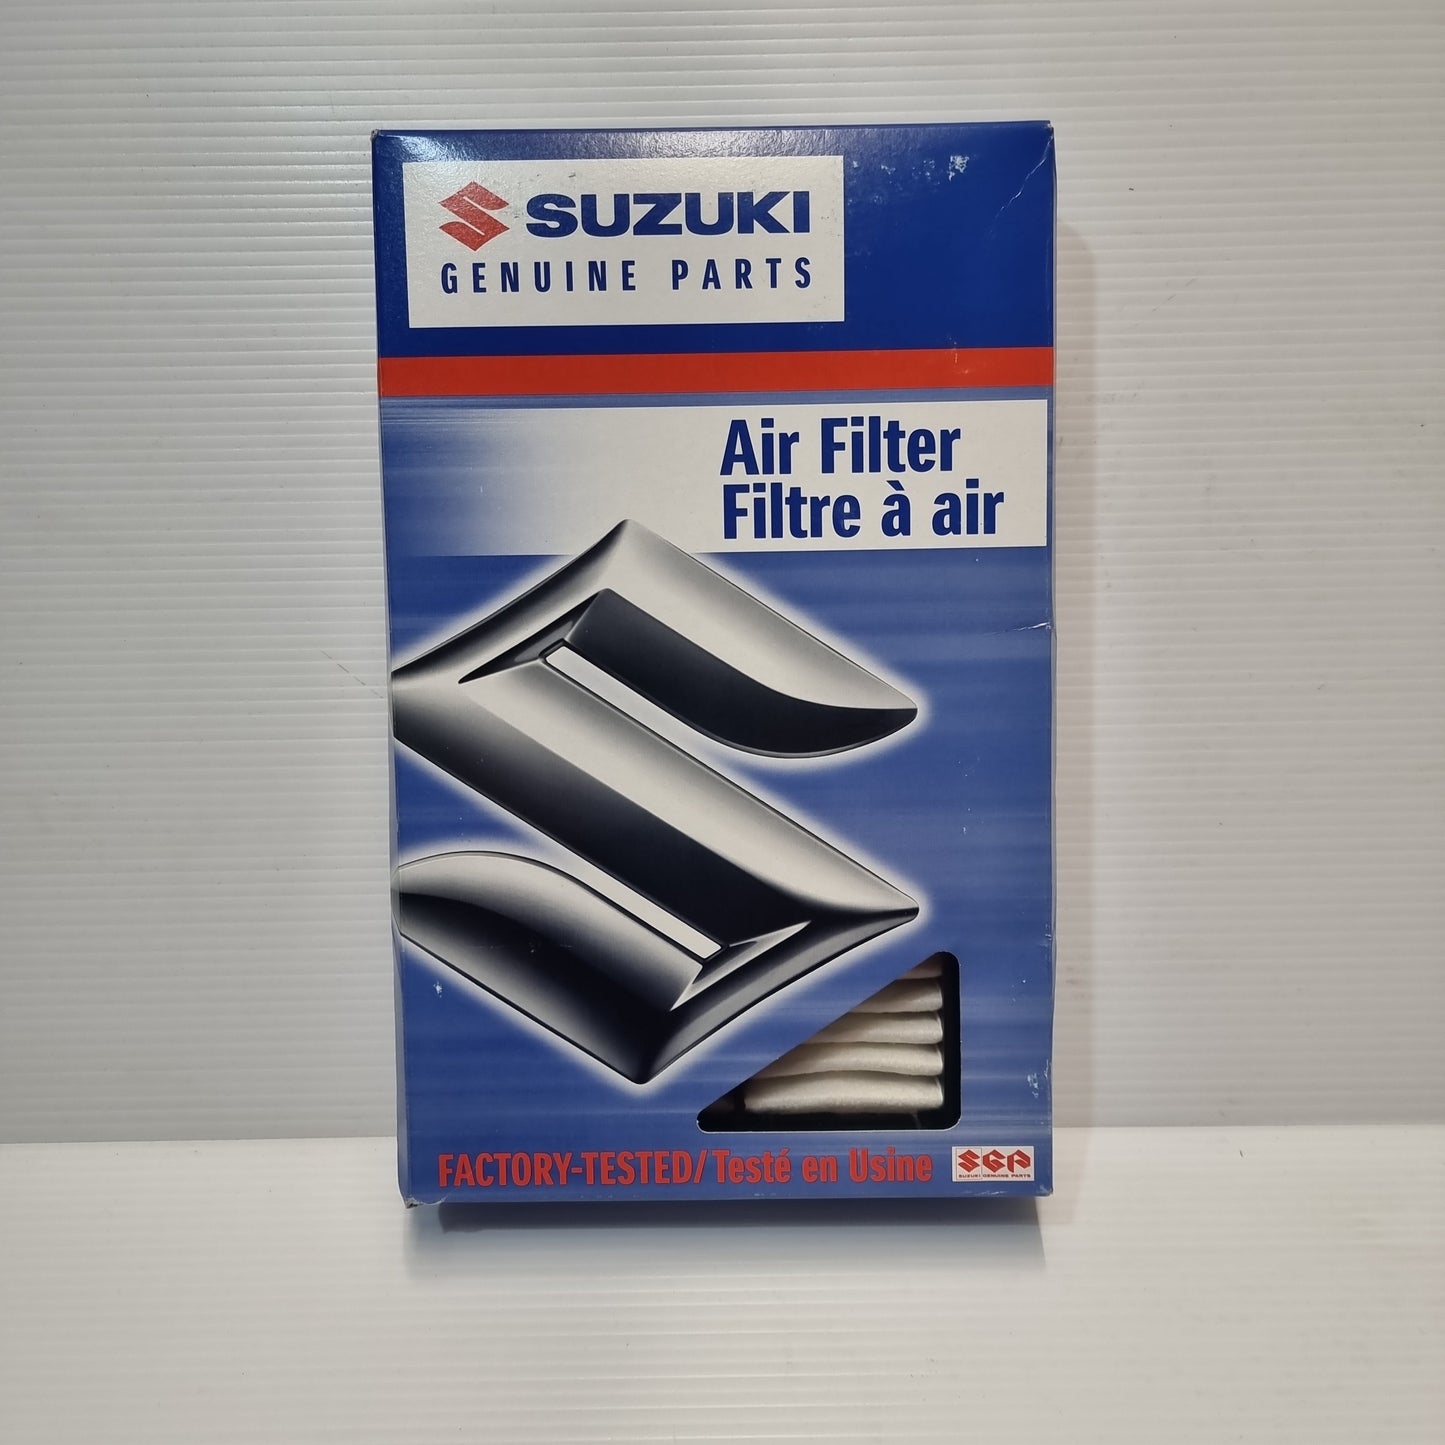 SUZUKI
GENUINE PARTS
Air Filter
Filtre à air
FACTORY-TESTED/Testé en Usine
SGP
SUZUKI GENUINE PARTS